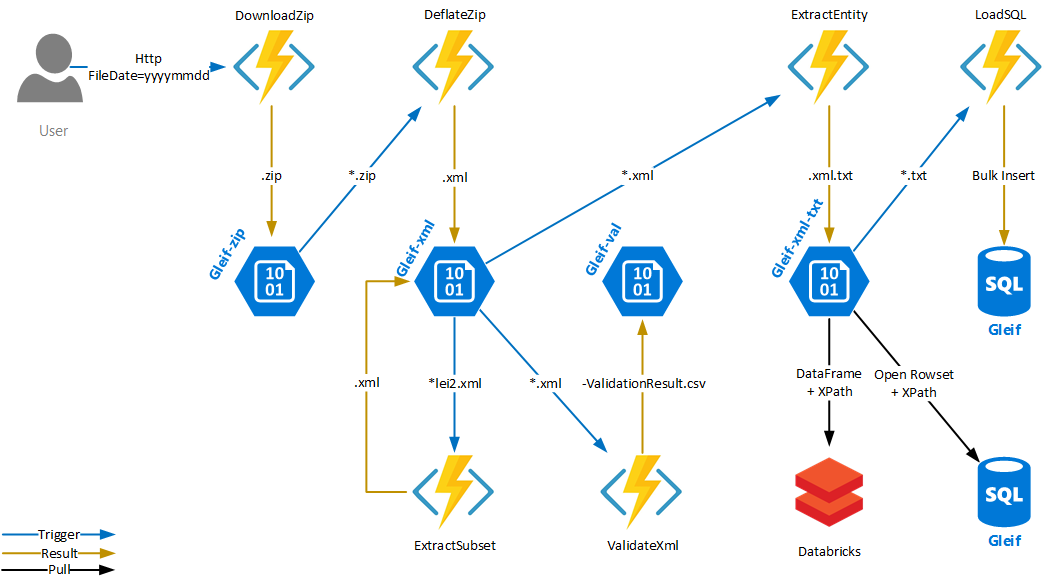 DownloadZip
DeflateZip
ExtractEntity
LoadSQL
Http
FileDate=yyyymmdd
User
.zip
*.zip
.xml
*.xml
.xml.txt
*.txt
Bulk Insert
Gleif-zip
Gleif-xml
Gleif-val
Gleif-xml-txt
10
01
10
01
10
01
10
01
SQL
Gleif
.xml
*lei2.xml
*.xml
-ValidationResult.csv
DataFrame
+ XPath
Open Rowset
+ XPath
SQL
Gleif
ExtractSubset
ValidateXml
Databricks
Trigger
Result
Pull